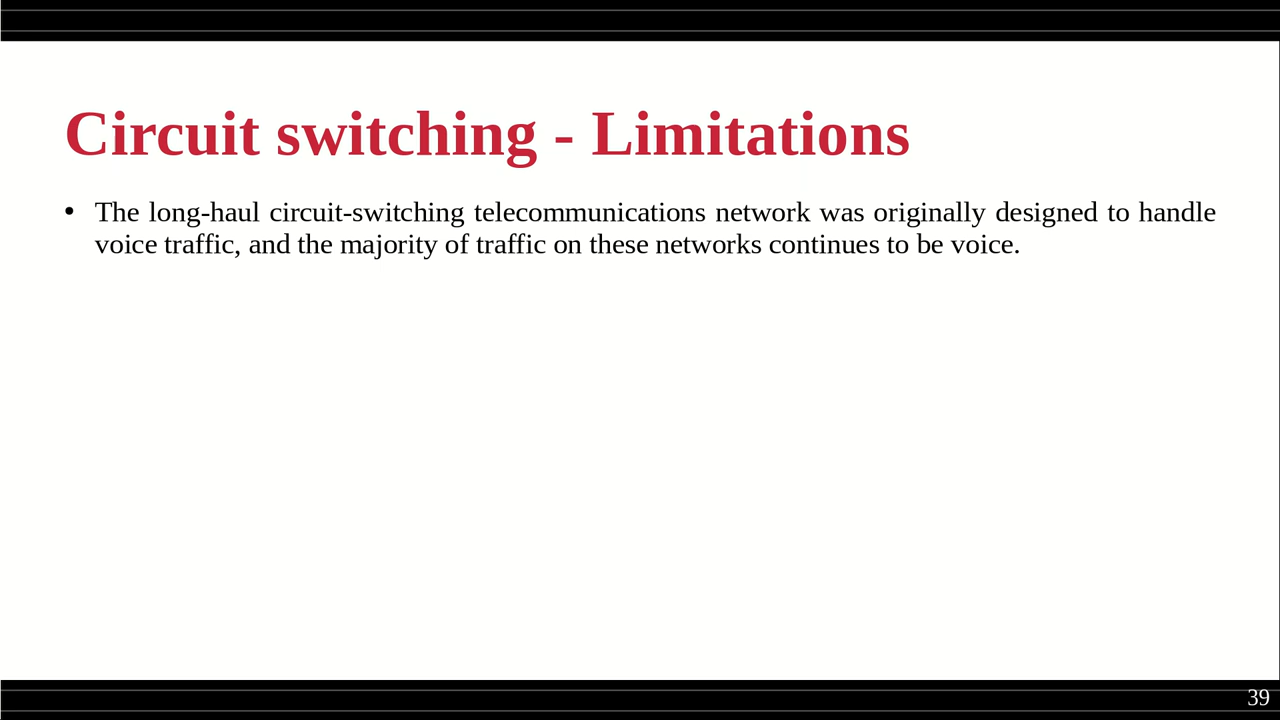 Circuit switching - Limitations
• The long-haul circuit-switching telecommunications network was originally designed to handle
voice traffic, and the majority of traffic on these networks continues to be voice.
39